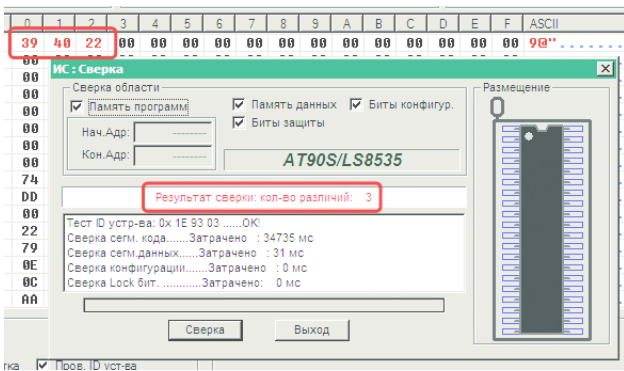 0 1 2 3 4 5 6 7 8 9 A B C D E F ASCII
39 40 22 00 00 00 00 00 00 00 00 00 00 00 00 00 9@"......
00
ИС: Сверка
00
Сверка области
Размещение
00
Память программ
Память данных
Биты конфигур.
00
Биты защиты
00
Нач.Адр: --------
00
Кон.Адр: --------
AT90S/LS8535
00
74
DD
Результат сверки: кол-во различий: 3
00
22
Тест ID устр-ва: 0x 1E 93 03 ......OK!
Сверка сегм. кода.......Затрачено : 34735 мс
79
Сверка сегм.данных......Затрачено : 31 мс
0E
Сверка конфигурации.......Затрачено : 0 мс
0C
Сверка Lock бит. ............Затрачено: 0 мс
AA
Сверка
Выход
тка
Пров. ID уст-ва